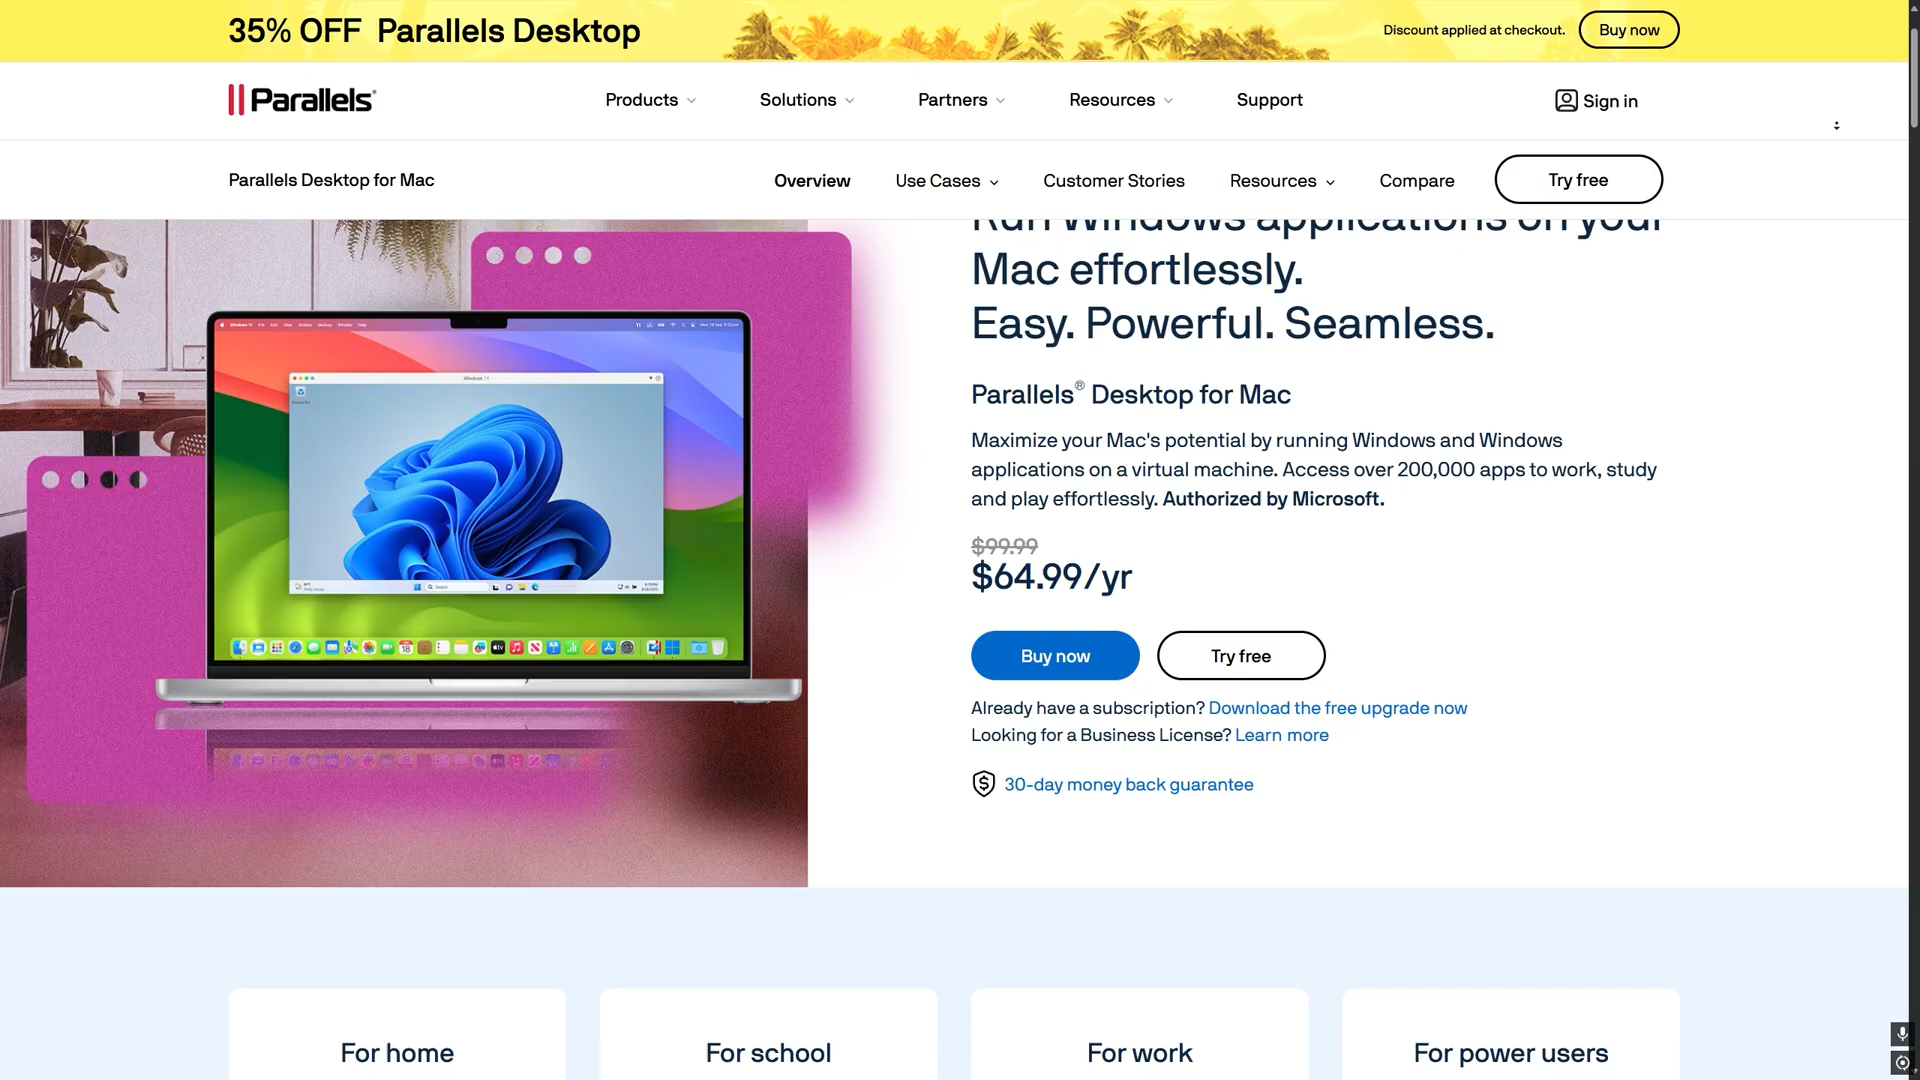 35% OFF Parallels Desktop
Discount applied at checkout.
Buy now
Parallels®
Products
Solutions
Partners
Resources
Support
Sign in
Parallels Desktop for Mac
Overview
Use Cases
Customer Stories
Resources
Compare
Try free
Run Windows applications on your
Mac effortlessly.
Easy. Powerful. Seamless.
Parallels® Desktop for Mac
Maximize your Mac's potential by running Windows and Windows
applications on a virtual machine. Access over 200,000 apps to work, study
and play effortlessly. Authorized by Microsoft.
$99.99
$64.99/yr
Buy now
Try free
Already have a subscription? Download the free upgrade now
Looking for a Business License? Learn more
30-day money back guarantee
For home
For school
For work
For power users